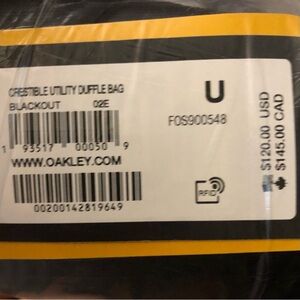 CRESTIBLE UTILITY DUFFLE BAG
BLACKOUT 02E
U
FOS900548
1 93517 00050 9
WWW.OAKLEY.COM
RFID
00200142819649
$120.00 USD
$145.00 CAD